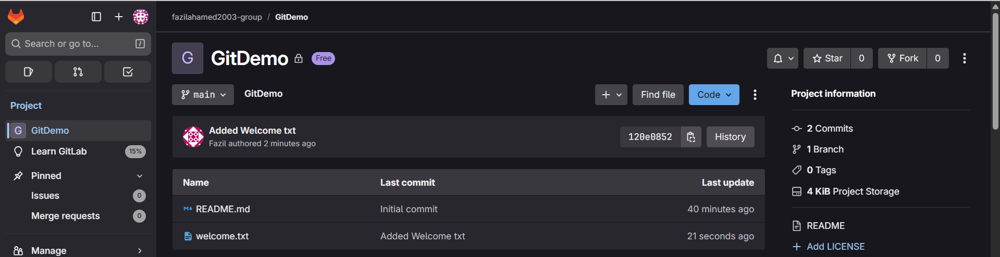 fazilahamed2003-group / GitDemo
Search or go to...
/
G
GitDemo
Free
Star
0
Fork
0
main
GitDemo
Find file
Code
Project
G
GitDemo
Learn GitLab
15%
Pinned
Issues
0
Merge requests
0
Manage
Added Welcome txt
Fazil authored 2 minutes ago
120e0852
History
Name
Last commit
Last update
README.md
Initial commit
40 minutes ago
welcome.txt
Added Welcome txt
21 seconds ago
Project information
2 Commits
1 Branch
0 Tags
4 KiB Project Storage
README
+ Add LICENSE